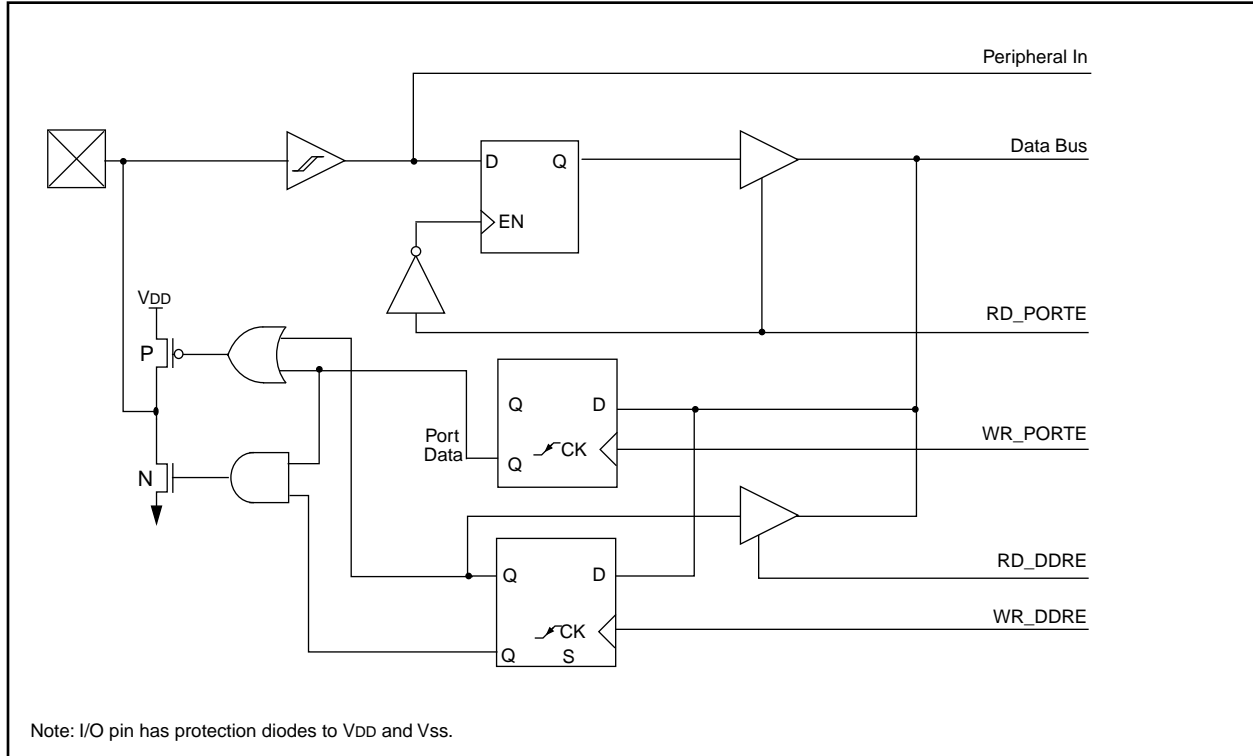 Peripheral In
Data Bus
D Q
EN
VDD
RD_PORTE
P
Q D
WR_PORTE
Port
Data
CK
Q
N
RD_DDRE
Q D
WR_DDRE
CK
Q S
Note: I/O pin has protection diodes to VDD and Vss.